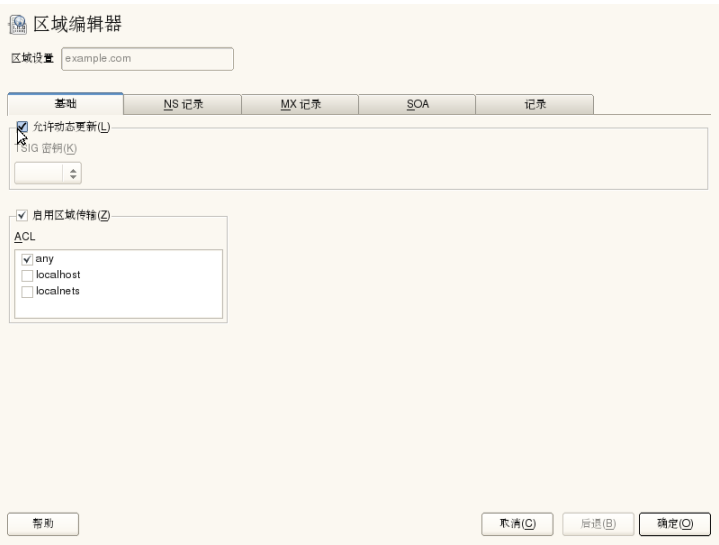 区域编辑器
区域设置 example.com
基础 NS 记录 MX 记录 SOA 记录
允许动态更新(L)
TSIG 密钥(K)
启用区域传输(Z)
ACL
any
localhost
localnets
帮助 取消(C) 后退(B) 确定(O)